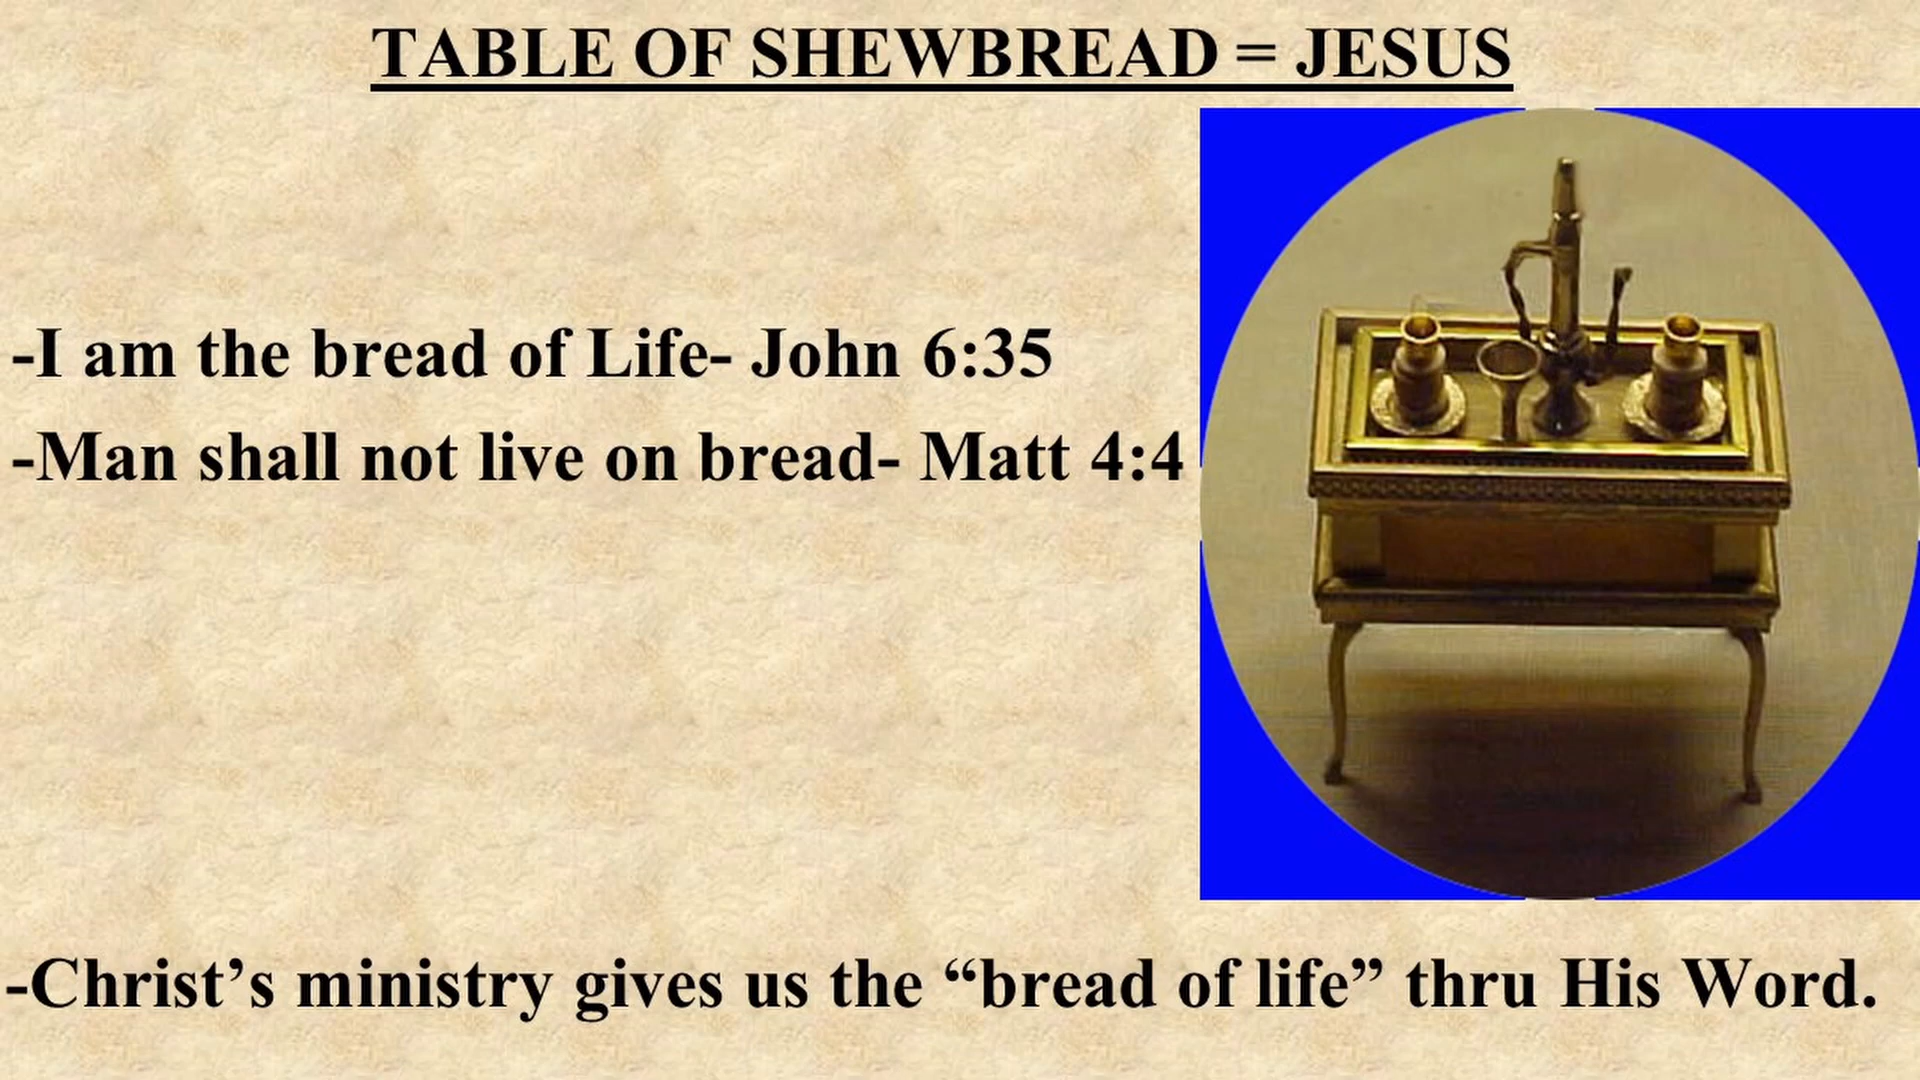 TABLE OF SHEWBREAD = JESUS
-I am the bread of Life- John 6:35
-Man shall not live on bread- Matt 4:4
-Christ’s ministry gives us the “bread of life” thru His Word.